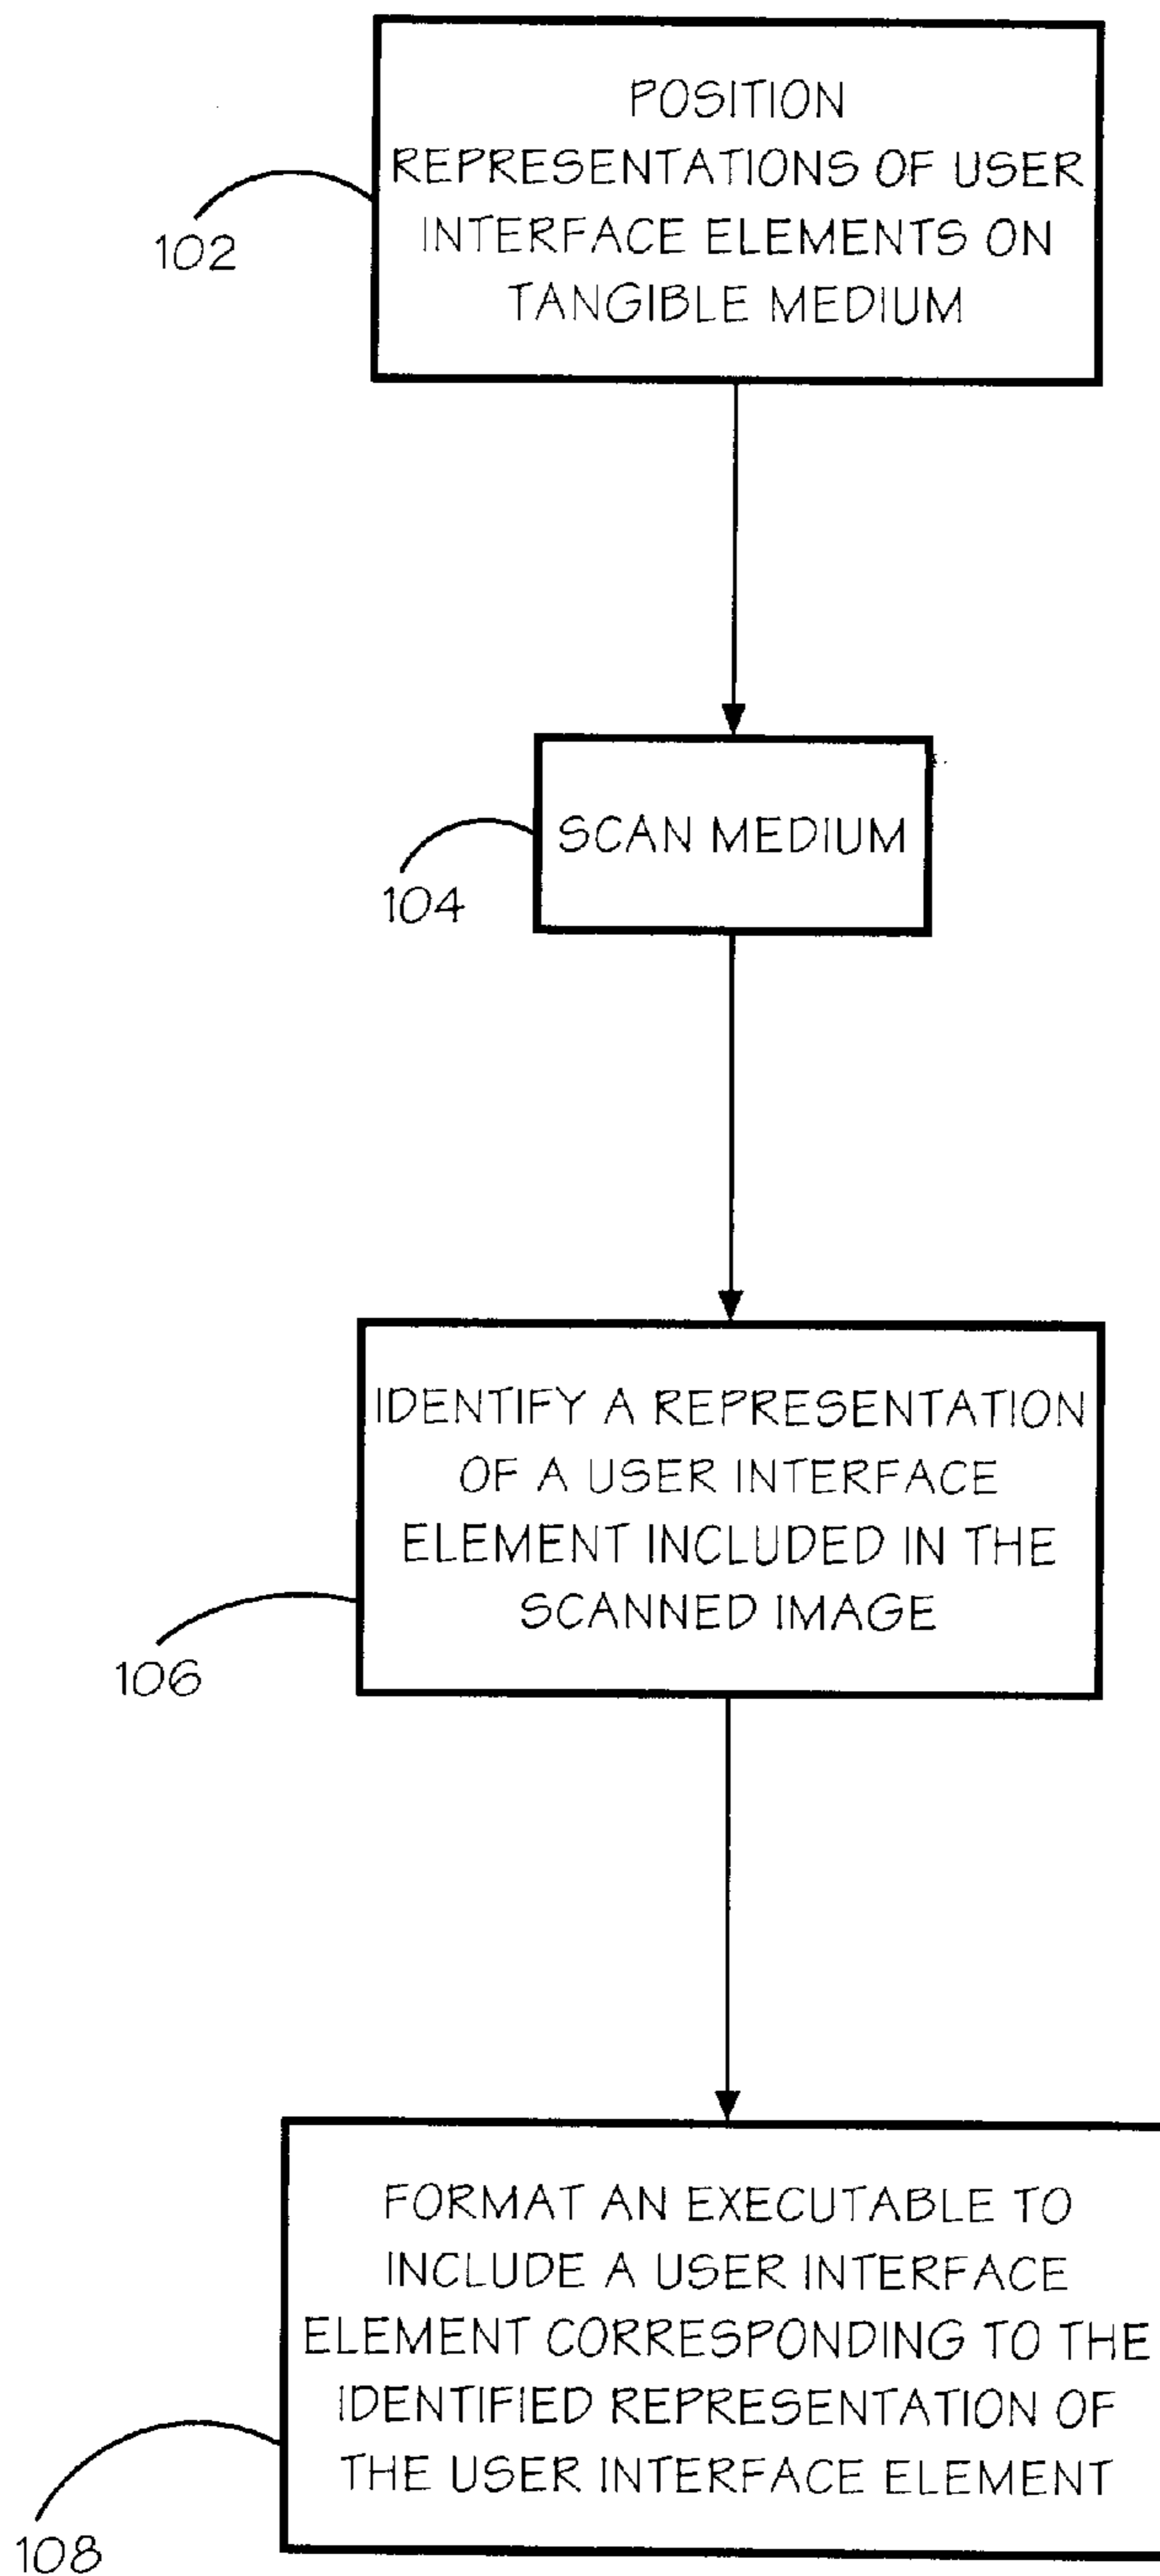 POSITION
REPRESENTATIONS OF USER
INTERFACE ELEMENTS ON
TANGIBLE MEDIUM
102
SCAN MEDIUM
104
IDENTIFY A REPRESENTATION
OF A USER INTERFACE
ELEMENT INCLUDED IN THE
SCANNED IMAGE
106
FORMAT AN EXECUTABLE TO
INCLUDE A USER INTERFACE
ELEMENT CORRESPONDING TO THE
IDENTIFIED REPRESENTATION OF
THE USER INTERFACE ELEMENT
108